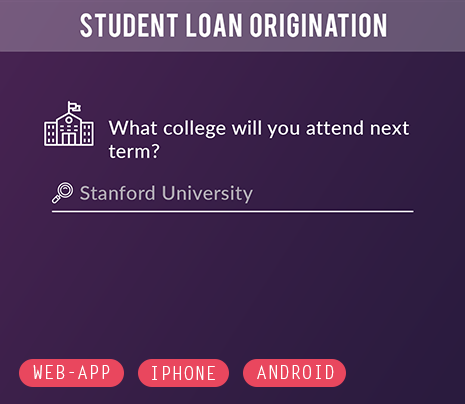 STUDENT LOAN ORIGINATION
What college will you attend next
term?
Stanford University
WEB-APP IPHONE ANDROID